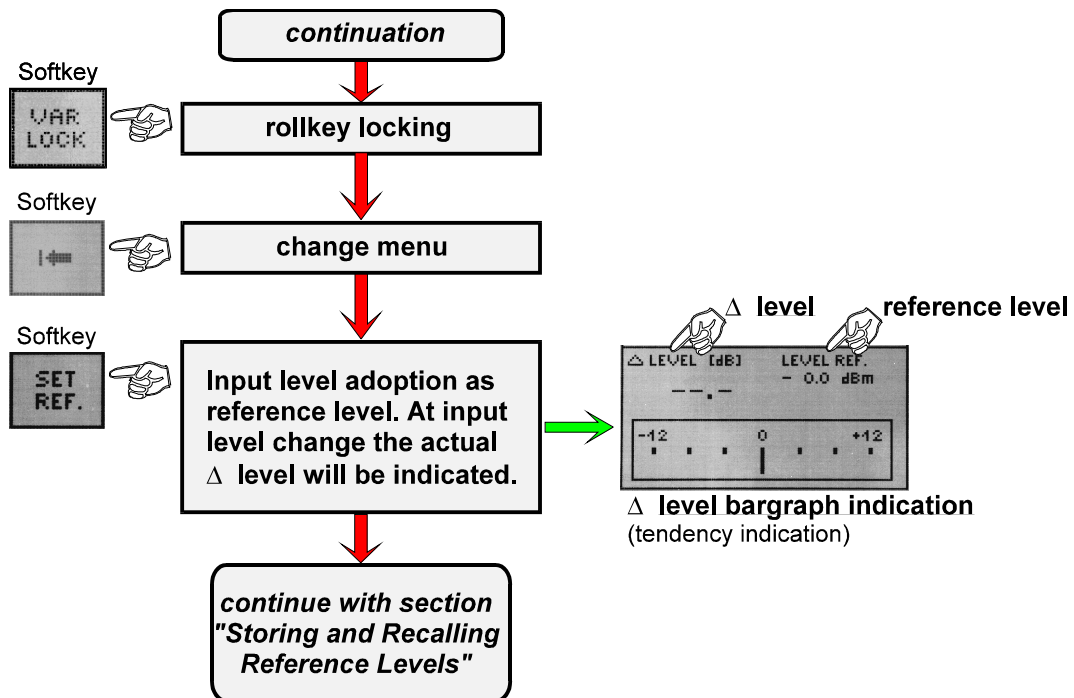 continuation
Softkey
VAR
LOCK
rollkey locking
Softkey
change menu
Softkey
SET
REF.
Input level adoption as
reference level. At input
level change the actual
Δ level will be indicated.
Δ level
reference level
△ LEVEL [dB]
LEVEL REF.
--.-
- 0.0 dBm
-12 0 +12
Δ level bargraph indication
(tendency indication)
continue with section
"Storing and Recalling
Reference Levels"